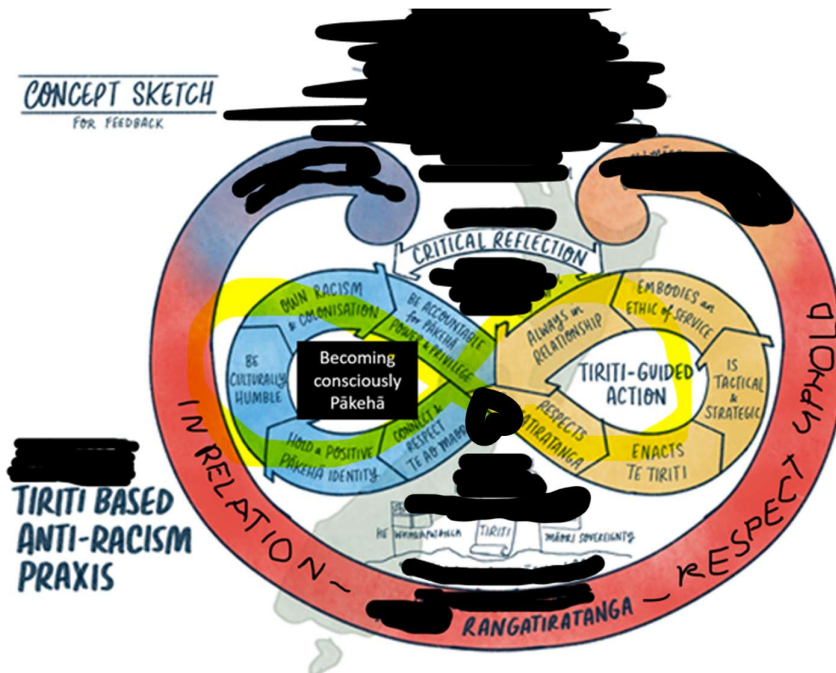 CONCEPT SKETCH
FOR FEEDBACK
CRITICAL REFLECTION
OWN RACISM
& COLONISATION
BE ACCOUNTABLE
for PĀKEHĀ
POWER & PRIVILEGE
BE
CULTURALLY
HUMBLE
Becoming
consciously
Pākehā
HOLD a POSITIVE
PĀKEHĀ IDENTITY
CONNECT &
RESPECT
TE AO MĀORI
ALWAYS in
RELATIONSHIP
EMBODIES an
ETHIC of SERVICE
IS
TACTICAL
&
STRATEGIC
TIRITI-GUIDED
ACTION
RESPECTS
ENACTS
TE TIRITI
HE
TIRITI
MĀORI SOVEREIGNTY
TIRITI BASED
ANTI-RACISM
PRAXIS
IN RELATION ~
RANGATIRATANGA
~ RESPECT
UPHOLD